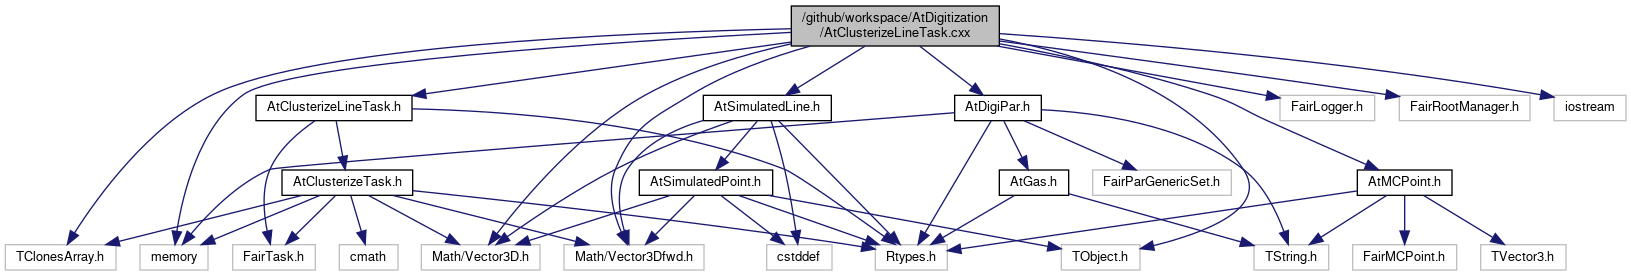 /github/workspace/AtDigitization
/AtClusterizeLineTask.cxx
AtClusterizeLineTask.h
AtSimulatedLine.h
AtDigiPar.h
FairLogger.h
FairRootManager.h
iostream
AtClusterizeTask.h
AtSimulatedPoint.h
AtGas.h
FairParGenericSet.h
AtMCPoint.h
TClonesArray.h
memory
FairTask.h
cmath
Math/Vector3D.h
Math/Vector3Dfwd.h
cstddef
Rtypes.h
TObject.h
TString.h
FairMCPoint.h
TVector3.h